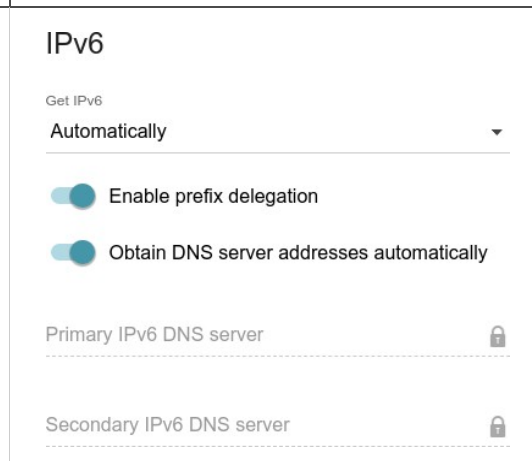 IPv6
Get IPv6
Automatically
Enable prefix delegation
Obtain DNS server addresses automatically
Primary IPv6 DNS server
Secondary IPv6 DNS server